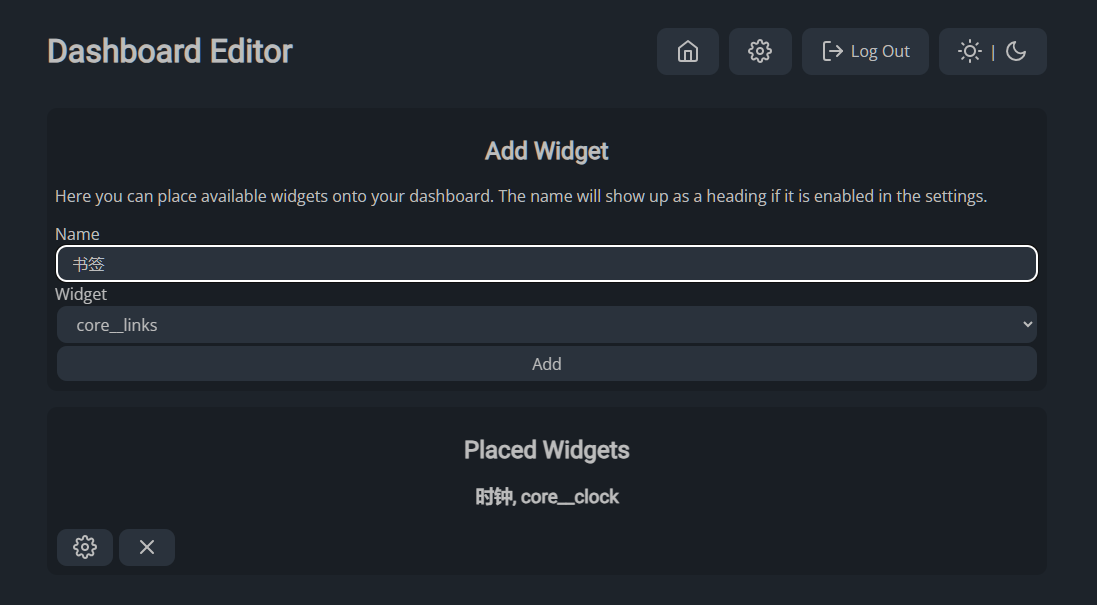 Dashboard Editor
Log Out
|
Add Widget
Here you can place available widgets onto your dashboard. The name will show up as a heading if it is enabled in the settings.
Name
书签
Widget
core__links
Add
Placed Widgets
时钟, core__clock